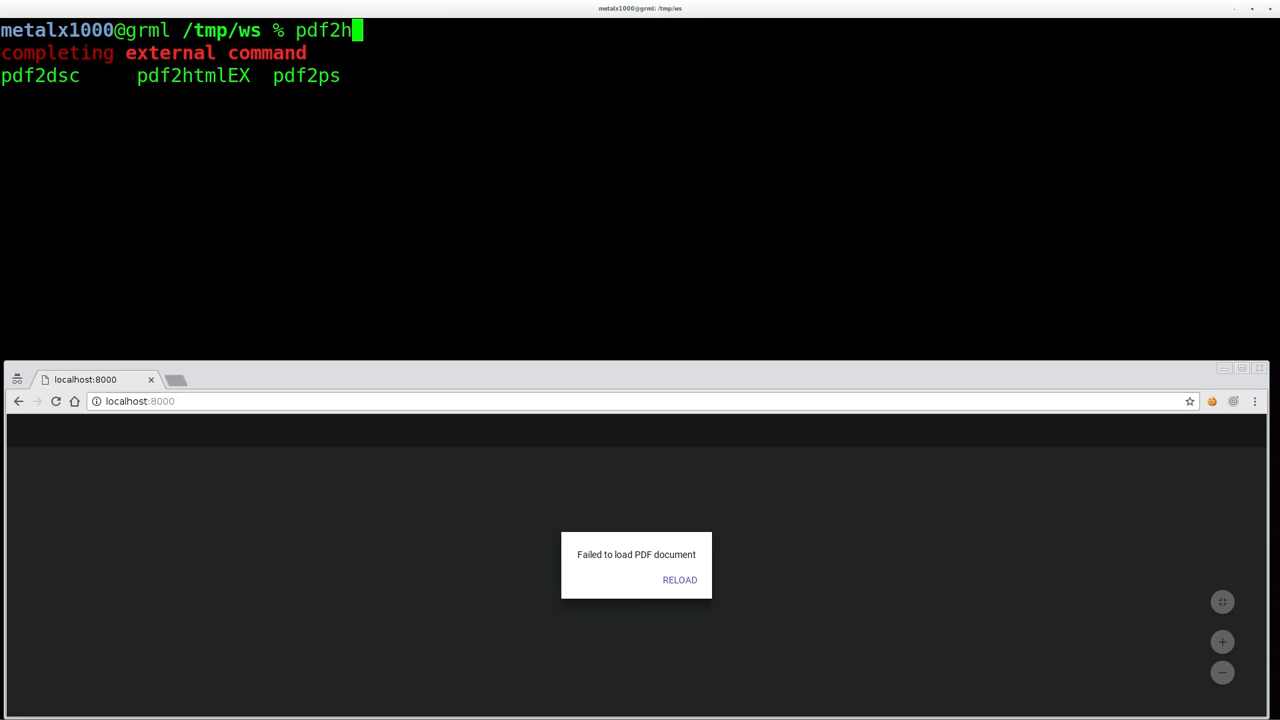 metalx1000@grml: /tmp/ws
metalx1000@grml /tmp/ws % pdf2h
completing external command
pdf2dsc pdf2htmlEX pdf2ps
localhost:8000
localhost:8000
Failed to load PDF document
RELOAD